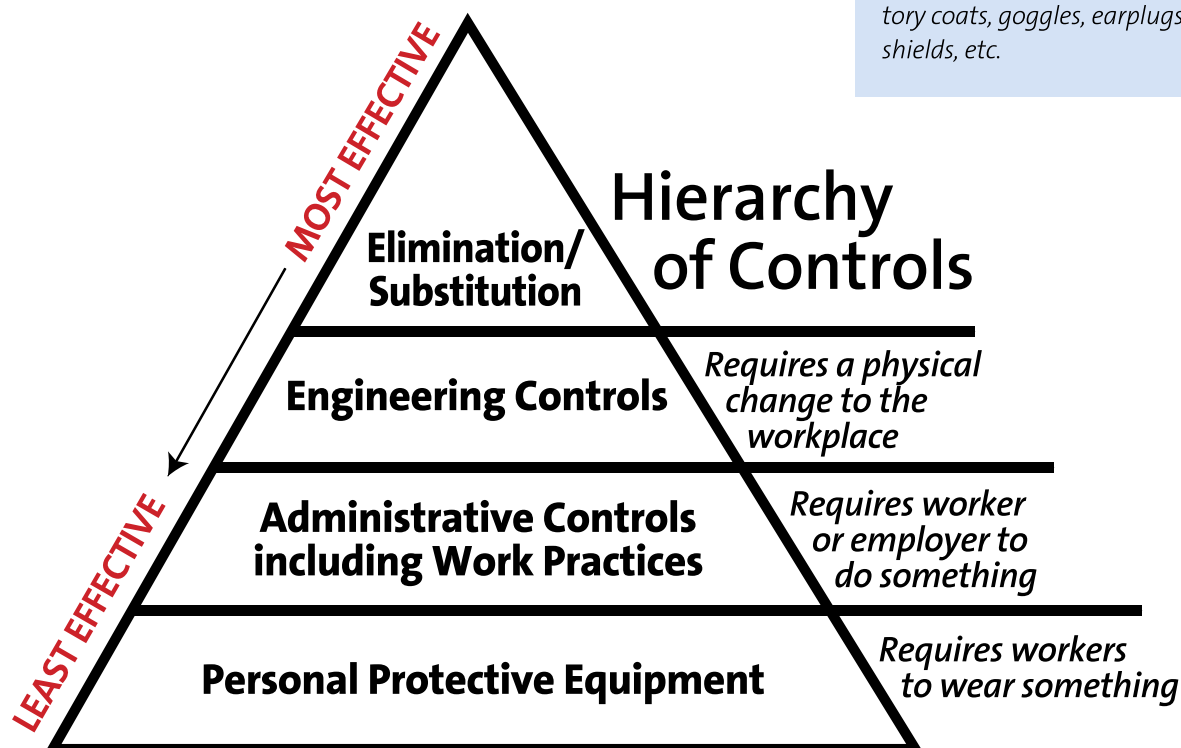 tory coats, goggles, earplugs
shields, etc.
MOST EFFECTIVE
Hierarchy
of Controls
Elimination/
Substitution
Engineering Controls
Requires a physical
change to the
workplace
Administrative Controls
including Work Practices
Requires worker
or employer to
do something
LEAST EFFECTIVE
Personal Protective Equipment
Requires workers
to wear something